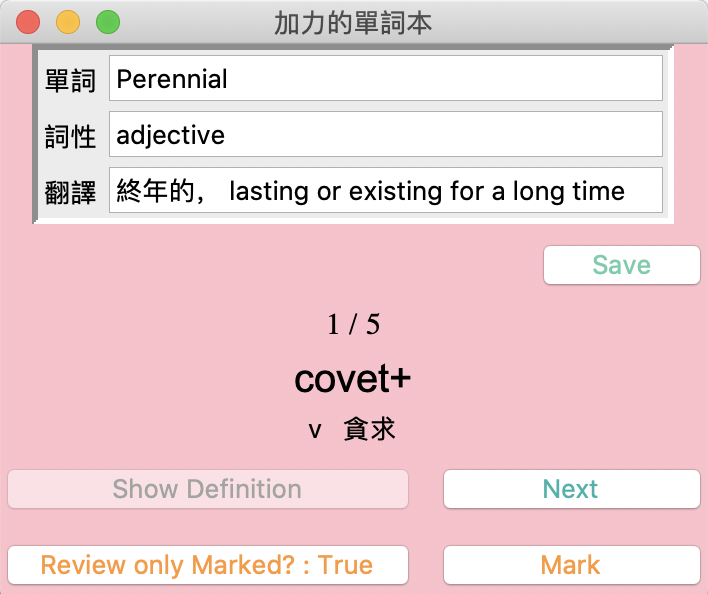 加力的單詞本
單詞 Perennial
詞性 adjective
翻譯 終年的， lasting or existing for a long time
Save
1 / 5
covet+
v 貪求
Show Definition Next
Review only Marked? : True Mark